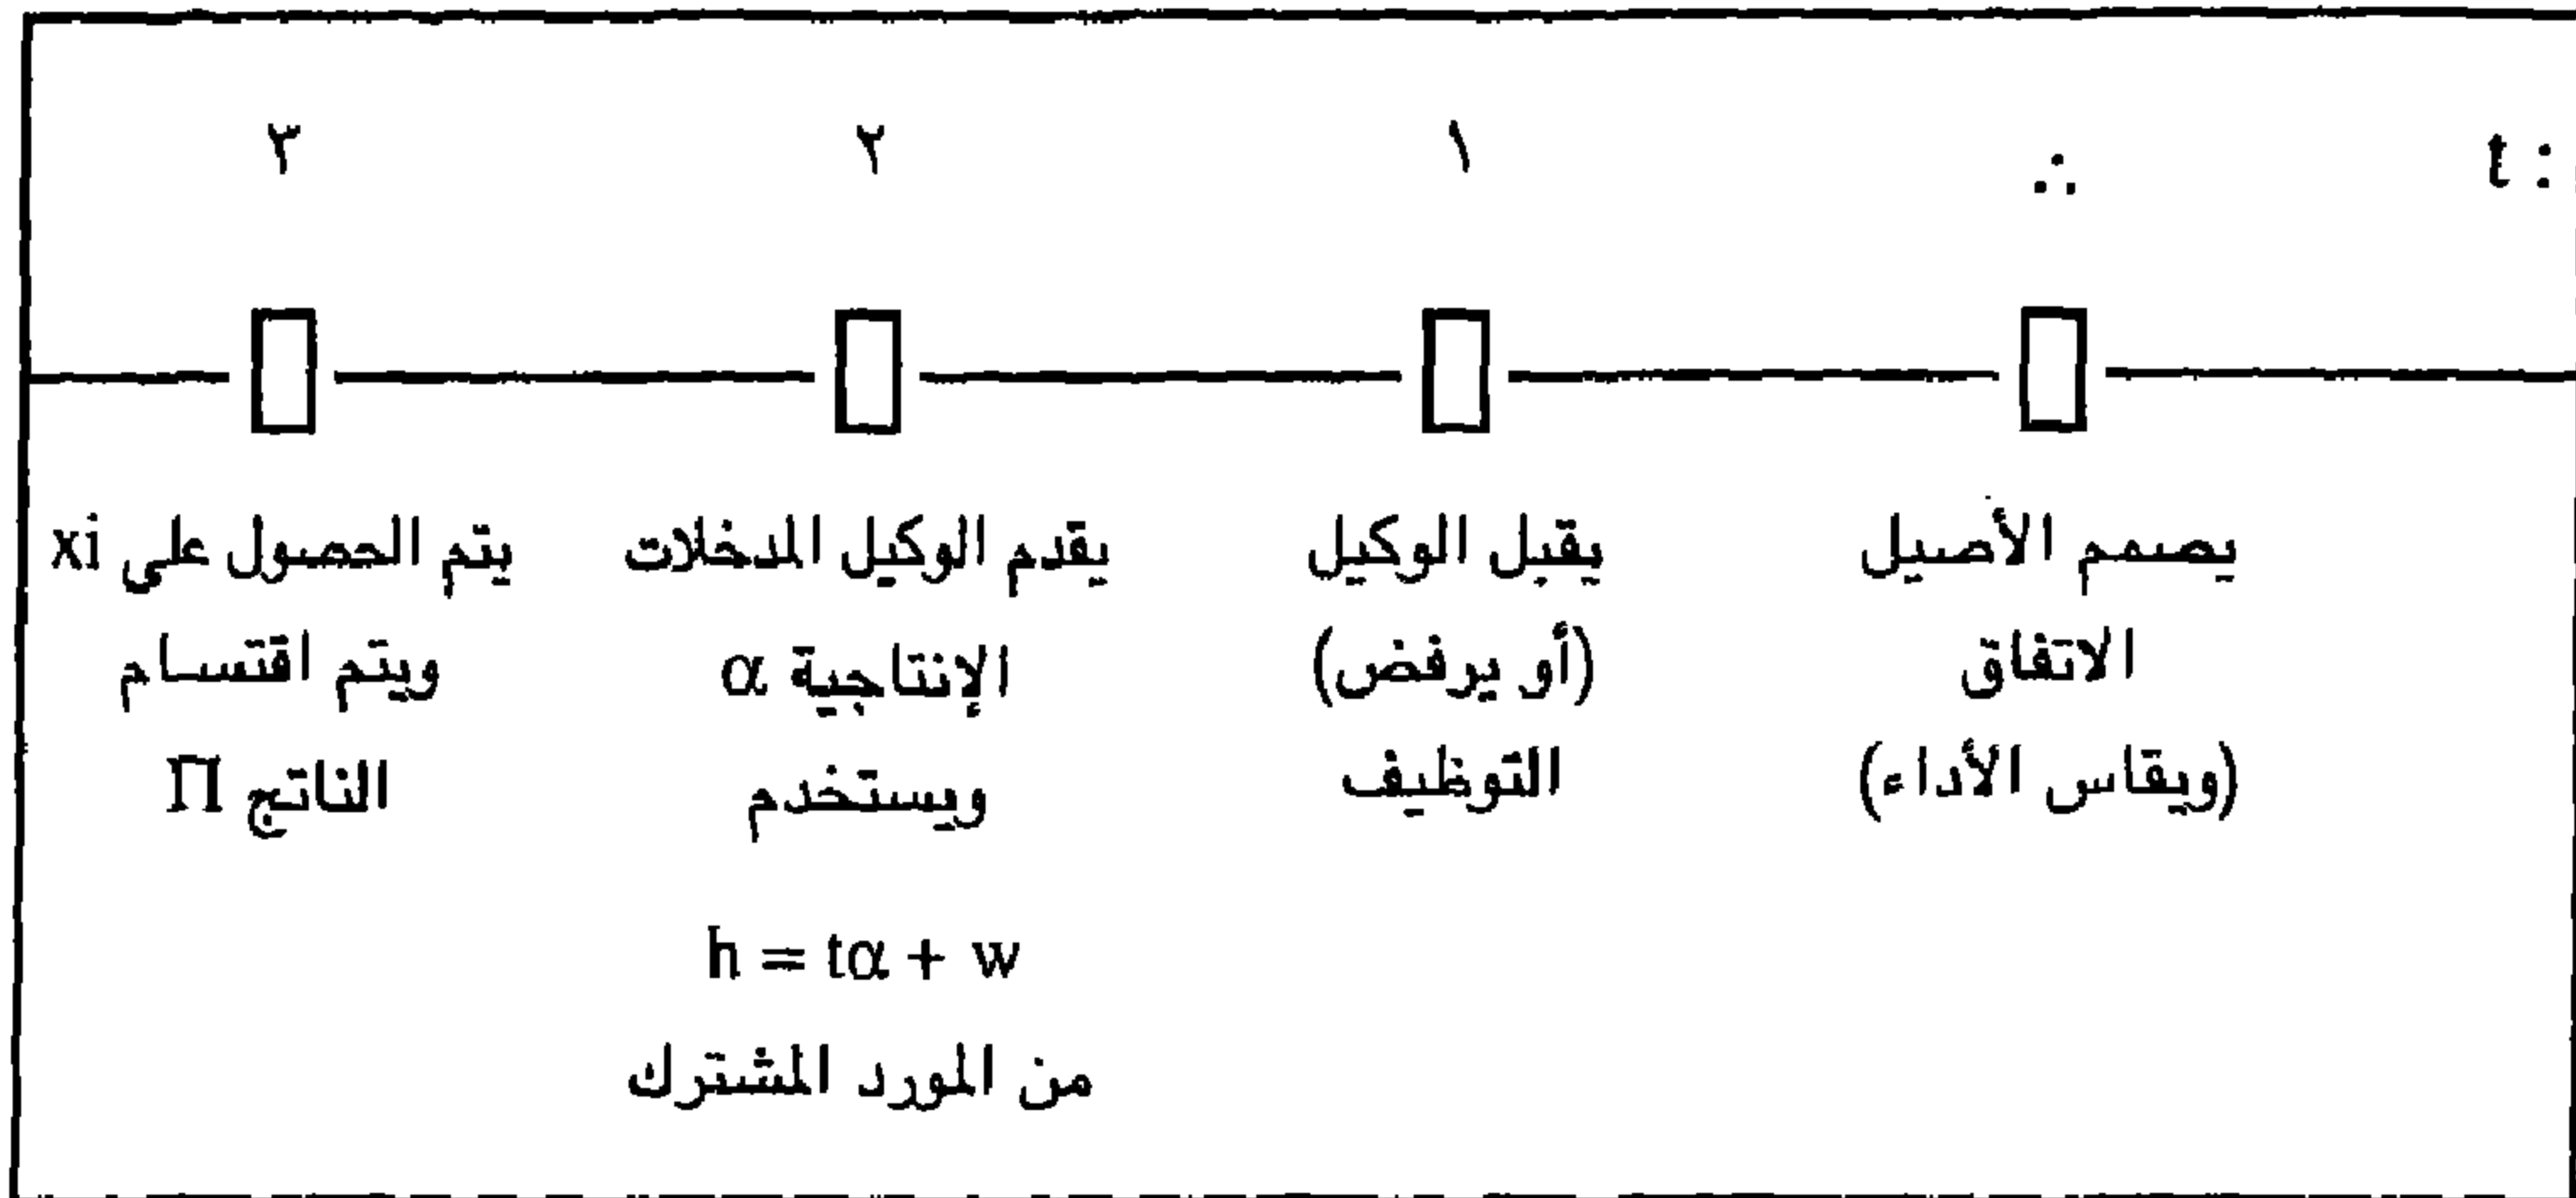 t : ∴ ١ ٢ ٣
يصمم الأصيل
الاتفاق
(ويقاس الأداء)
يقبل الوكيل
(أو يرفض)
التوظيف
يقدم الوكيل المدخلات
الإنتاجية α
ويستخدم
h = tα + w
من المورد المشترك
يتم الحصول على xi
ويتم اقتسام
الناتج Π